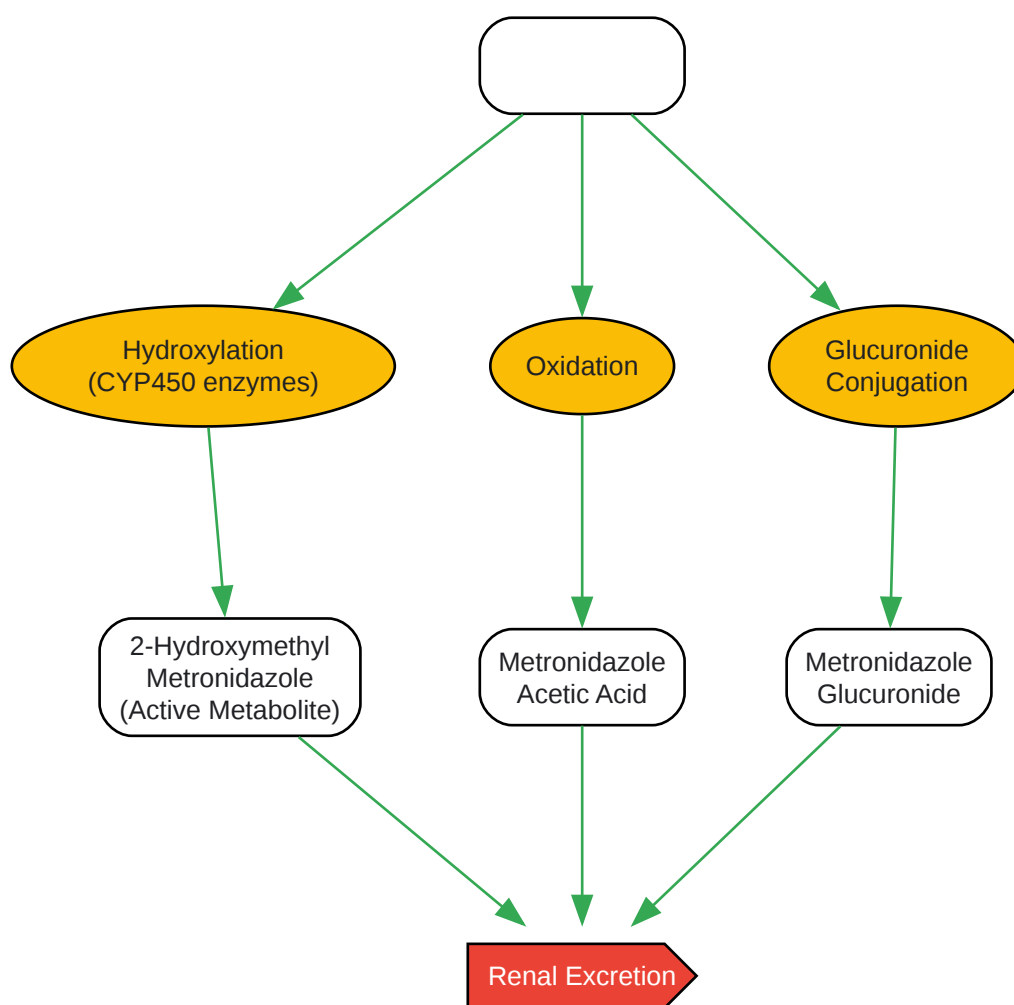 Hydroxylation
(CYP450 enzymes)
Oxidation
Glucuronide
Conjugation
2-Hydroxymethyl
Metronidazole
(Active Metabolite)
Metronidazole
Acetic Acid
Metronidazole
Glucuronide
Renal Excretion